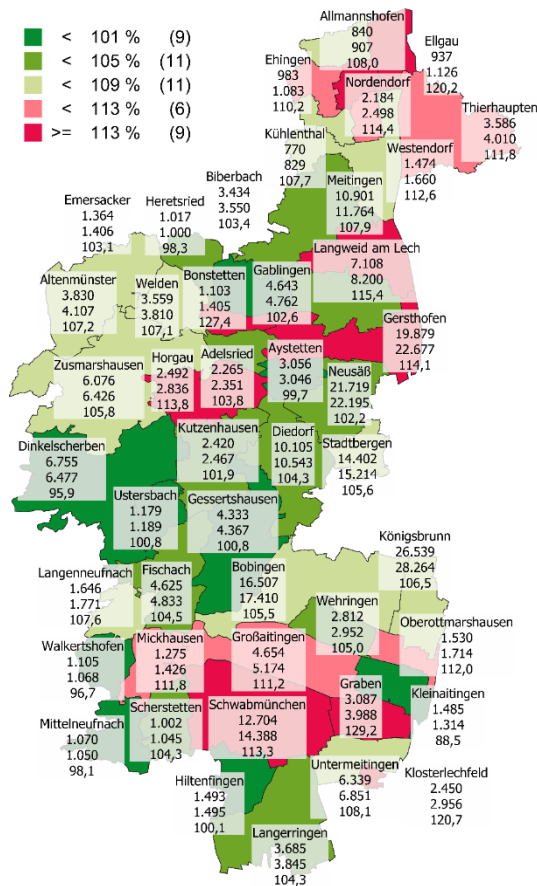 < 101 % (9)
< 105 % (11)
< 109 % (11)
< 113 % (6)
>= 113 % (9)
Allmannshofen
840
907
108,0
Ellgau
937
1.126
120,2
Ehingen
983
1.083
110,2
Nordendorf
2.184
2.498
114,4
Thierhaupten
3.586
4.010
111,8
Kühlenthal
770
829
107,7
Westendorf
1.474
1.660
112,6
Biberbach
3.434
3.550
103,4
Meitingen
10.901
11.764
107,9
Emersacker
1.364
1.406
103,1
Heretsried
1.017
1.000
98,3
Langweid am Lech
7.108
8.200
115,4
Altenmünster
3.830
4.107
107,2
Welden
3.559
3.810
107,1
Bonstetten
1.103
1.405
127,4
Gablingen
4.643
4.762
102,6
Gersthofen
19.879
22.677
114,1
Zusmarshausen
6.076
6.426
105,8
Horgau
2.492
2.836
113,8
Adelsried
2.265
2.351
103,8
Aystetten
3.056
3.046
99,7
Neusäß
21.719
22.195
102,2
Dinkelscherben
6.755
6.477
95,9
Kutzenhausen
2.420
2.467
101,9
Diedorf
10.105
10.543
104,3
Stadtbergen
14.402
15.214
105,6
Ustersbach
1.179
1.189
100,8
Gessertshausen
4.333
4.367
100,8
Königsbrunn
26.539
28.264
106,5
Langenneufnach
1.646
1.771
107,6
Fischach
4.625
4.833
104,5
Bobingen
16.507
17.410
105,5
Wehringen
2.812
2.952
105,0
Oberottmarshausen
1.530
1.714
112,0
Walkertshofen
1.105
1.068
96,7
Mickhausen
1.275
1.426
111,8
Großaitingen
4.654
5.174
111,2
Graben
3.087
3.988
129,2
Kleinaitingen
1.485
1.314
88,5
Mittelneufnach
1.070
1.050
98,1
Scherstetten
1.002
1.045
104,3
Schwabmünchen
12.704
14.388
113,3
Hiltenfingen
1.493
1.495
100,1
Untermeitingen
6.339
6.851
108,1
Klosterlechfeld
2.450
2.956
120,7
Langerringen
3.685
3.845
104,3